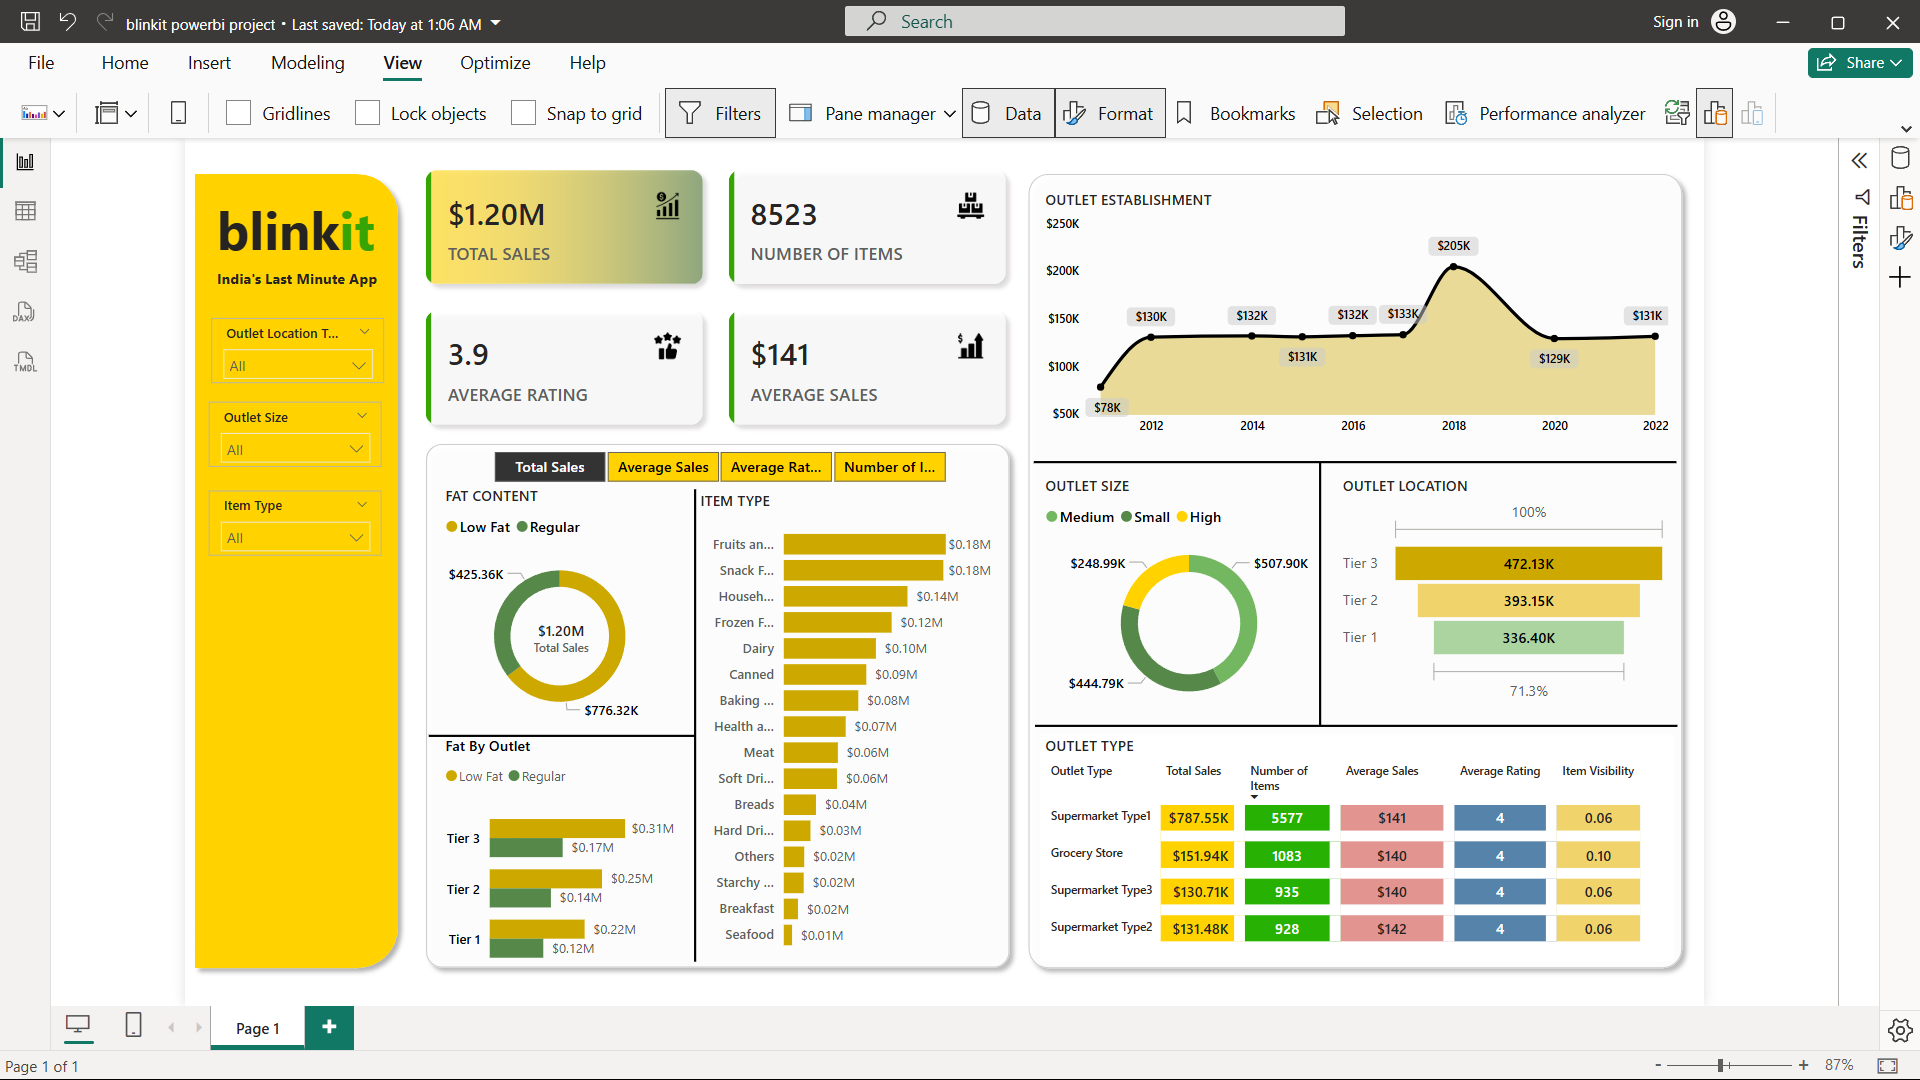 blinkit powerbi project • Last saved: Today at 1:06 AM
Search
Sign in
File Home Insert Modeling View Optimize Help
Share
Gridlines Lock objects Snap to grid Filters Pane manager Data Format Bookmarks Selection Performance analyzer
DAX
TMDL
blinkit
India's Last Minute App
Outlet Location T...
All
Outlet Size
All
Item Type
All
$1.20M
TOTAL SALES
8523
NUMBER OF ITEMS
3.9
AVERAGE RATING
$141
AVERAGE SALES
Total Sales Average Sales Average Rat... Number of I...
FAT CONTENT
Low Fat Regular
$425.36K
$1.20M
Total Sales
$776.32K
Fat By Outlet
Low Fat Regular
Tier 3 $0.31M
$0.17M
Tier 2 $0.25M
$0.14M
Tier 1 $0.22M
$0.12M
ITEM TYPE
Fruits an... $0.18M
Snack F... $0.18M
Househ... $0.14M
Frozen F... $0.12M
Dairy $0.10M
Canned $0.09M
Baking ... $0.08M
Health a... $0.07M
Meat $0.06M
Soft Dri... $0.06M
Breads $0.04M
Hard Dri... $0.03M
Others $0.02M
Starchy ... $0.02M
Breakfast $0.02M
Seafood $0.01M
OUTLET ESTABLISHMENT
$250K
$200K
$150K
$100K
$50K
$78K
$130K
$132K
$131K
$132K
$133K
$205K
$129K
$131K
2012 2014 2016 2018 2020 2022
OUTLET SIZE
Medium Small High
$248.99K
$507.90K
$444.79K
OUTLET LOCATION
100%
Tier 3 472.13K
Tier 2 393.15K
Tier 1 336.40K
71.3%
OUTLET TYPE
Outlet Type Total Sales Number of Items Average Sales Average Rating Item Visibility
Supermarket Type1 $787.55K 5577 $141 4 0.06
Grocery Store $151.94K 1083 $140 4 0.10
Supermarket Type3 $130.71K 935 $140 4 0.06
Supermarket Type2 $131.48K 928 $142 4 0.06
Filters
Page 1
+
Page 1 of 1
- + 87%